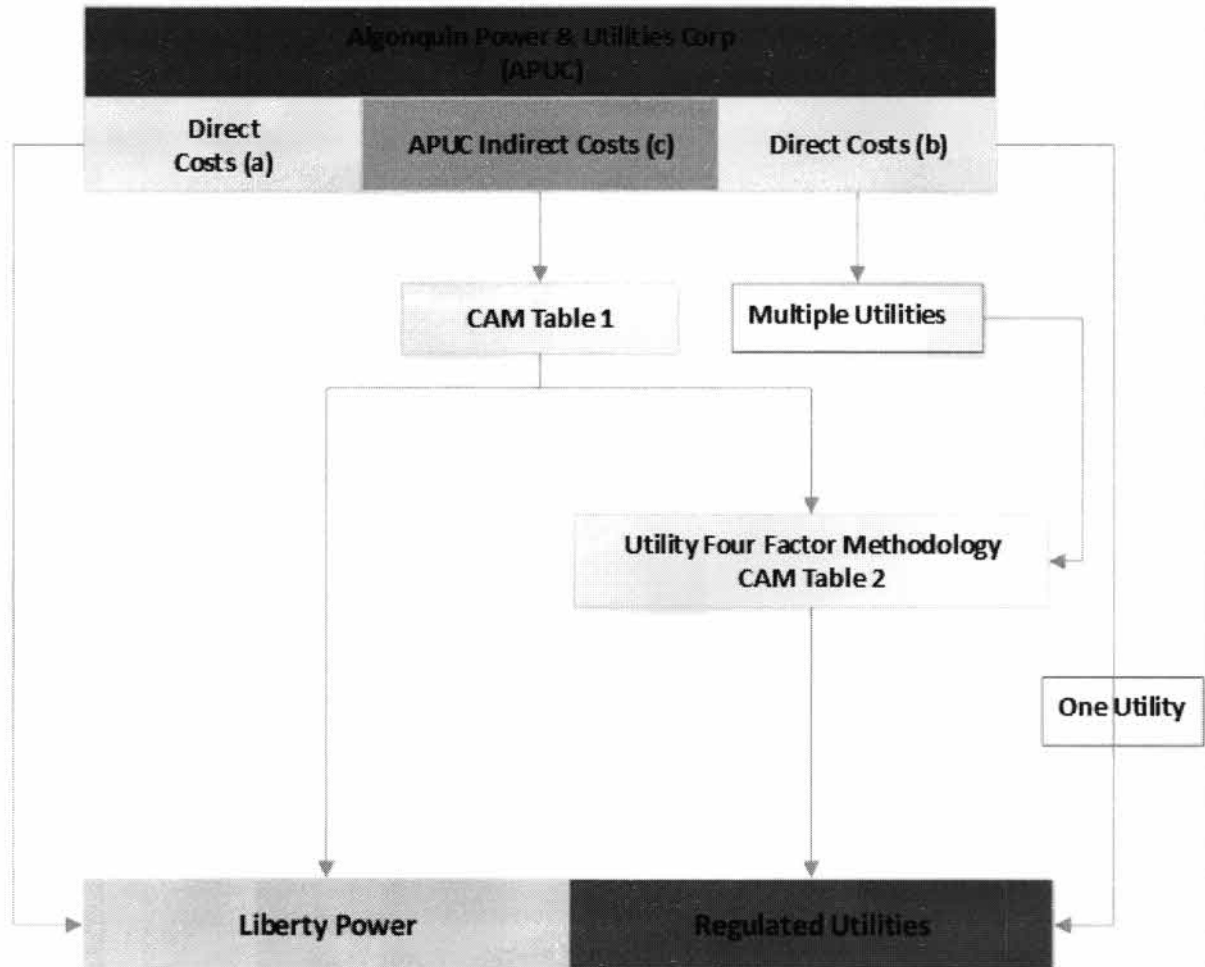 Algonquin Power & Utilities Corp
(APUC)
Direct
Costs (a)
APUC Indirect Costs (c)
Direct Costs (b)
CAM Table 1
Multiple Utilities
Utility Four Factor Methodology
CAM Table 2
One Utility
Liberty Power
Regulated Utilities